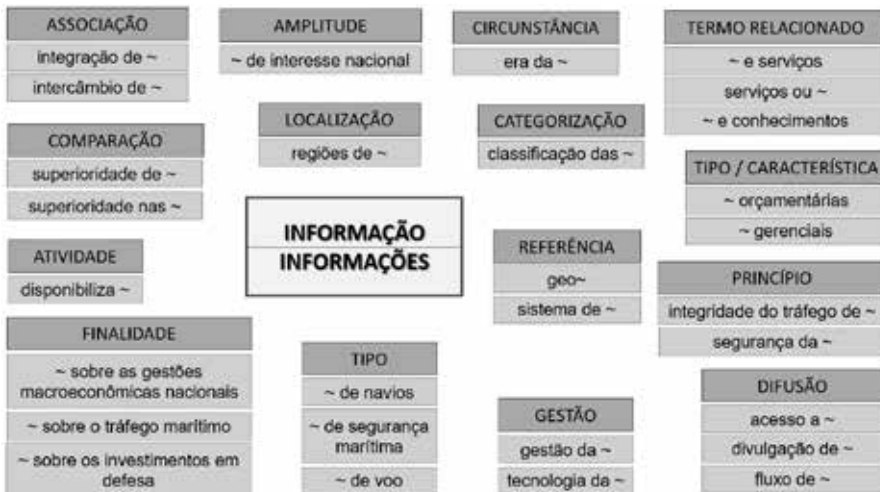 ASSOCIAÇÃO
integração de ~
intercâmbio de ~
AMPLITUDE
~ de interesse nacional
CIRCUNSTÂNCIA
era da ~
TERMO RELACIONADO
~ e serviços
serviços ou ~
~ e conhecimentos
COMPARAÇÃO
superioridade de ~
superioridade nas ~
LOCALIZAÇÃO
regiões de ~
CATEGORIZAÇÃO
classificação das ~
TIPO / CARACTERÍSTICA
~ orçamentárias
~ gerenciais
INFORMAÇÃO
INFORMAÇÕES
ATIVIDADE
disponibiliza ~
REFERÊNCIA
geo~
sistema de ~
PRINCÍPIO
integridade do tráfego de ~
segurança da ~
FINALIDADE
~ sobre as gestões
macroeconômicas nacionais
~ sobre o tráfego marítimo
~ sobre os investimentos em
defesa
TIPO
~ de navios
~ de segurança
marítima
~ de voo
GESTÃO
gestão da ~
tecnologia da ~
DIFUSÃO
acesso a ~
divulgação de ~
fluxo de ~